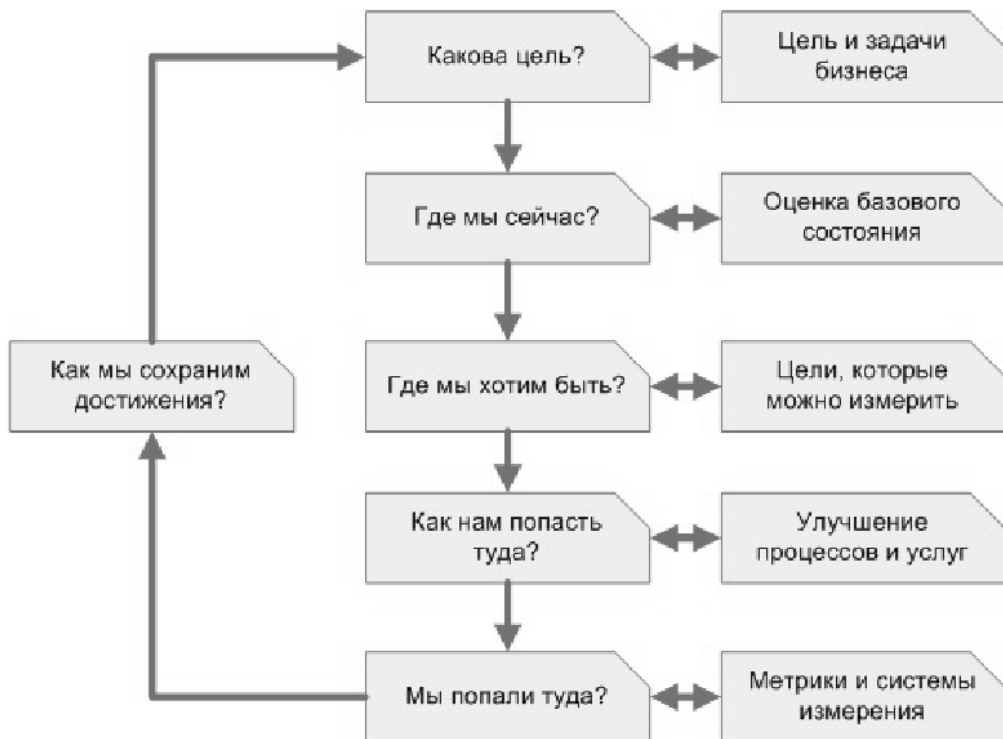 Какова цель?
Цель и задачи
бизнеса
Где мы сейчас?
Оценка базового
состояния
Как мы сохраним
достижения?
Где мы хотим быть?
Цели, которые
можно измерить
Как нам попасть
туда?
Улучшение
процессов и услуг
Мы попали туда?
Метрики и системы
измерения